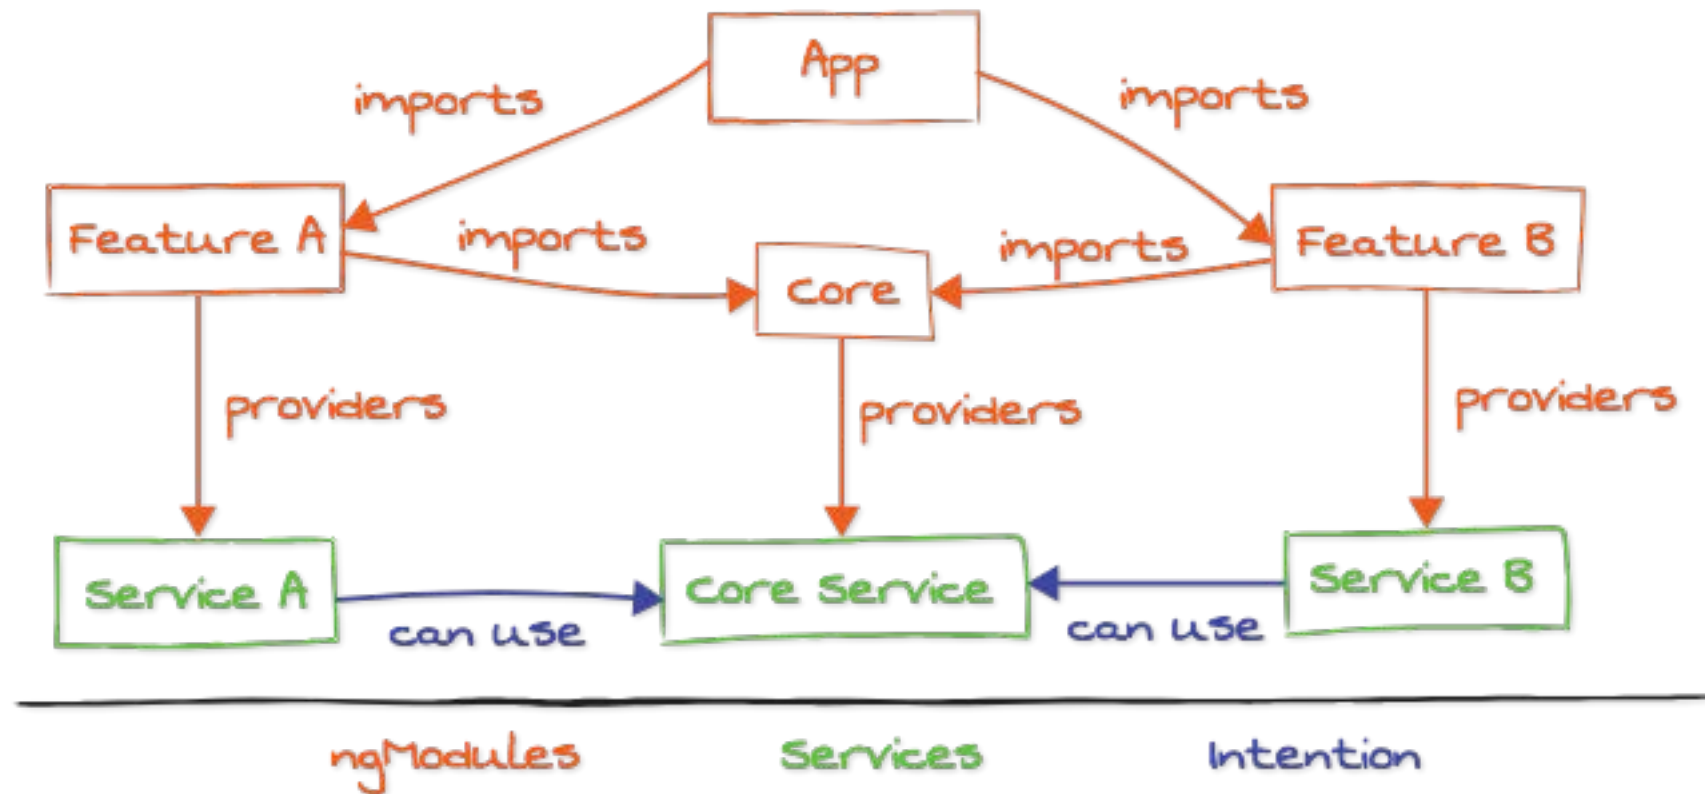 App
imports
imports
Feature A
imports
Core
imports
Feature B
providers
providers
providers
Service A
can use
Core Service
can use
Service B
ngModules
Services
Intention